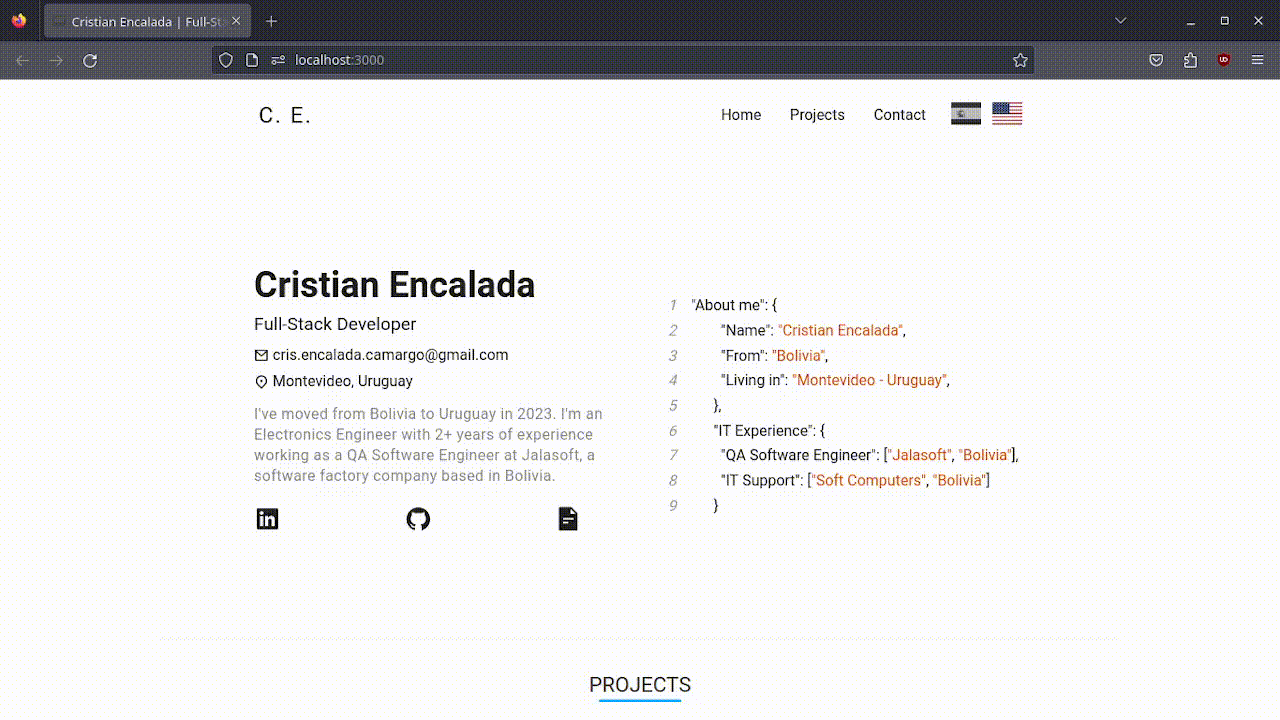 Cristian Encalada | Full-St
localhost:3000
C. E.
Home Projects Contact
Cristian Encalada
Full-Stack Developer
cris.encalada.camargo@gmail.com
Montevideo, Uruguay
I've moved from Bolivia to Uruguay in 2023. I'm an
Electronics Engineer with 2+ years of experience
working as a QA Software Engineer at Jalasoft, a
software factory company based in Bolivia.
in
1 "About me": {
2 "Name": "Cristian Encalada",
3 "From": "Bolivia",
4 "Living in": "Montevideo - Uruguay",
5 },
6 "IT Experience": {
7 "QA Software Engineer": ["Jalasoft", "Bolivia"],
8 "IT Support": ["Soft Computers", "Bolivia"]
9 }
PROJECTS